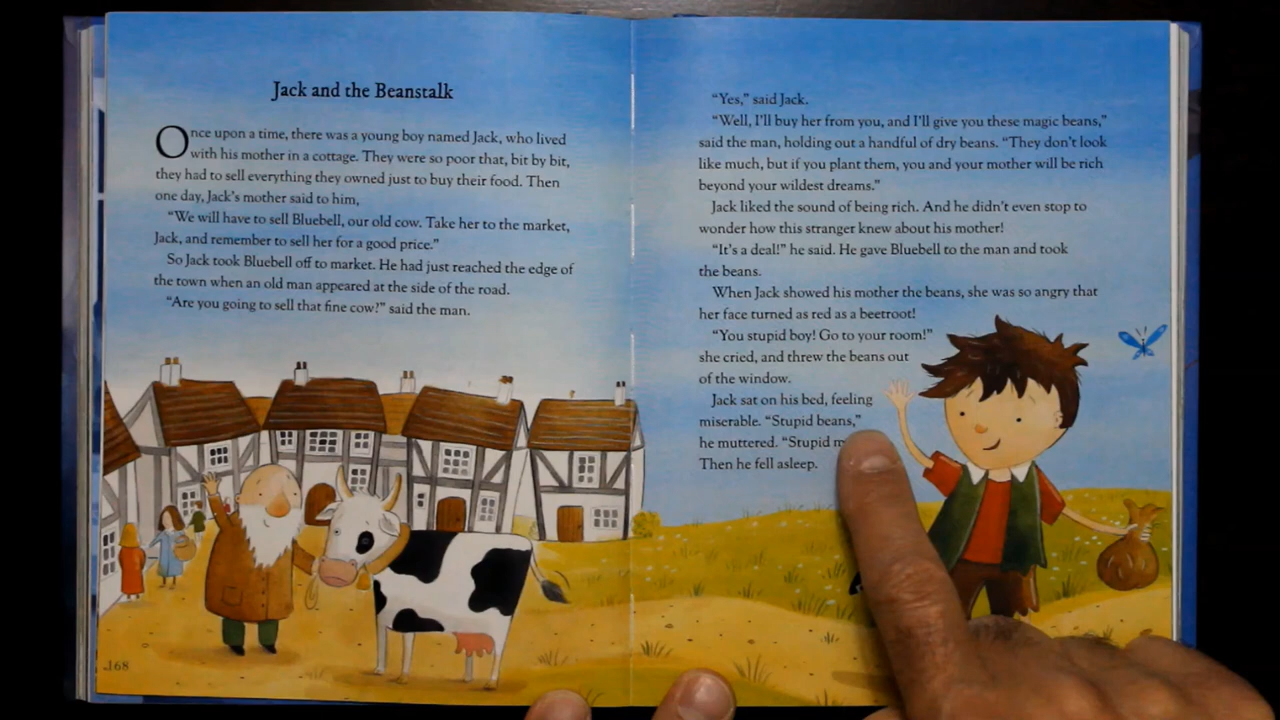 Jack and the Beanstalk
Once upon a time, there was a young boy named Jack, who lived
with his mother in a cottage. They were so poor that, bit by bit,
they had to sell everything they owned just to buy their food. Then
one day, Jack's mother said to him,
“We will have to sell Bluebell, our old cow. Take her to the market,
Jack, and remember to sell her for a good price.”
So Jack took Bluebell off to market. He had just reached the edge of
the town when an old man appeared at the side of the road.
“Are you going to sell that fine cow?” said the man.
168
“Yes,” said Jack.
“Well, I'll buy her from you, and I'll give you these magic beans,”
said the man, holding out a handful of dry beans. “They don't look
like much, but if you plant them, you and your mother will be rich
beyond your wildest dreams.”
Jack liked the sound of being rich. And he didn't even stop to
wonder how this stranger knew about his mother!
“It's a deal!” he said. He gave Bluebell to the man and took
the beans.
When Jack showed his mother the beans, she was so angry that
her face turned as red as a beetroot!
“You stupid boy! Go to your room!”
she cried, and threw the beans out
of the window.
Jack sat on his bed, feeling
miserable. “Stupid beans,”
he muttered. “Stupid
Then he fell asleep.